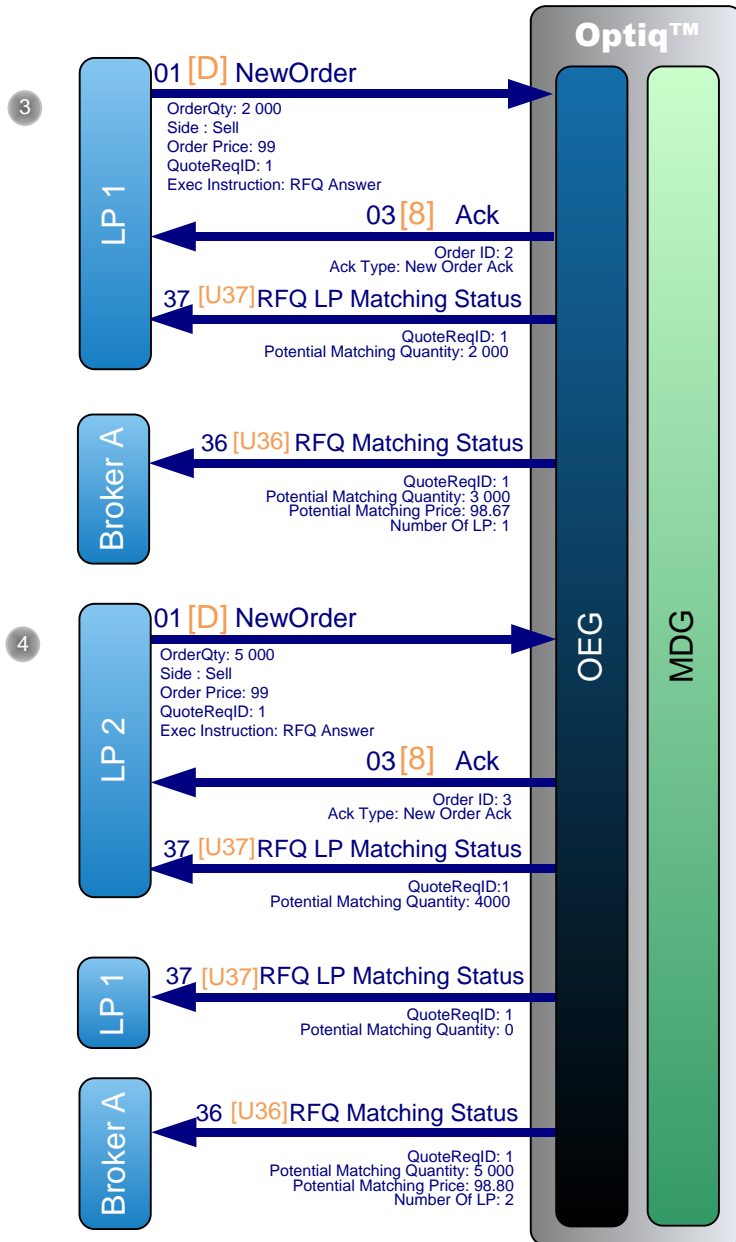 Optiq™
3
LP 1
01 [D] NewOrder
OrderQty: 2 000
Side : Sell
Order Price: 99
QuoteReqID: 1
Exec Instruction: RFQ Answer
03 [8] Ack
Order ID: 2
Ack Type: New Order Ack
37 [U37] RFQ LP Matching Status
QuoteReqID: 1
Potential Matching Quantity: 2 000
Broker A
36 [U36] RFQ Matching Status
QuoteReqID: 1
Potential Matching Quantity: 3 000
Potential Matching Price: 98.67
Number Of LP: 1
OEG
MDG
4
LP 2
01 [D] NewOrder
OrderQty: 5 000
Side : Sell
Order Price: 99
QuoteReqID: 1
Exec Instruction: RFQ Answer
03 [8] Ack
Order ID: 3
Ack Type: New Order Ack
37 [U37] RFQ LP Matching Status
QuoteReqID:1
Potential Matching Quantity: 4000
LP 1
37 [U37] RFQ LP Matching Status
QuoteReqID: 1
Potential Matching Quantity: 0
Broker A
36 [U36] RFQ Matching Status
QuoteReqID: 1
Potential Matching Quantity: 5 000
Potential Matching Price: 98.80
Number Of LP: 2